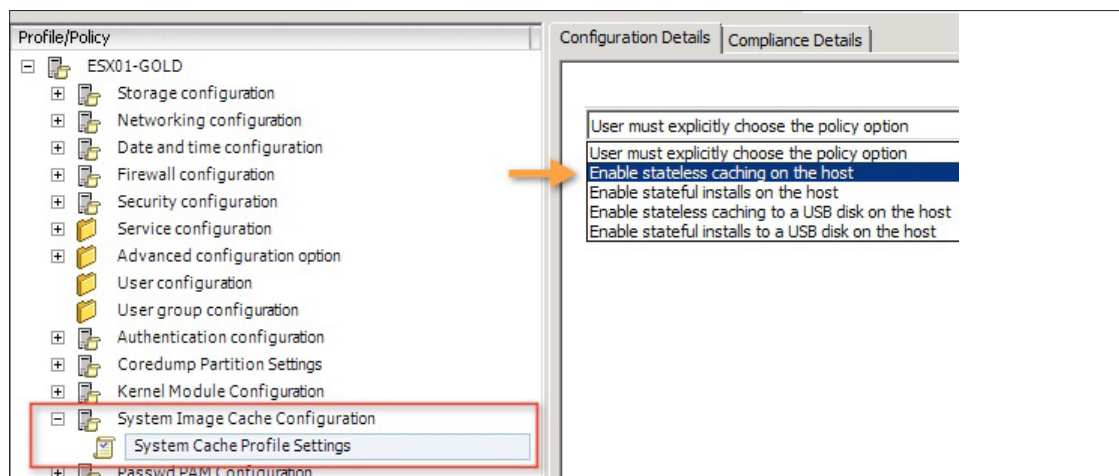 Profile/Policy
ESX01-GOLD
Storage configuration
Networking configuration
Date and time configuration
Firewall configuration
Security configuration
Service configuration
Advanced configuration option
User configuration
User group configuration
Authentication configuration
Coredump Partition Settings
Kernel Module Configuration
System Image Cache Configuration
System Cache Profile Settings
Passwd PAM Configuration
Configuration Details
Compliance Details
User must explicitly choose the policy option
User must explicitly choose the policy option
Enable stateless caching on the host
Enable stateful installs on the host
Enable stateless caching to a USB disk on the host
Enable stateful installs to a USB disk on the host